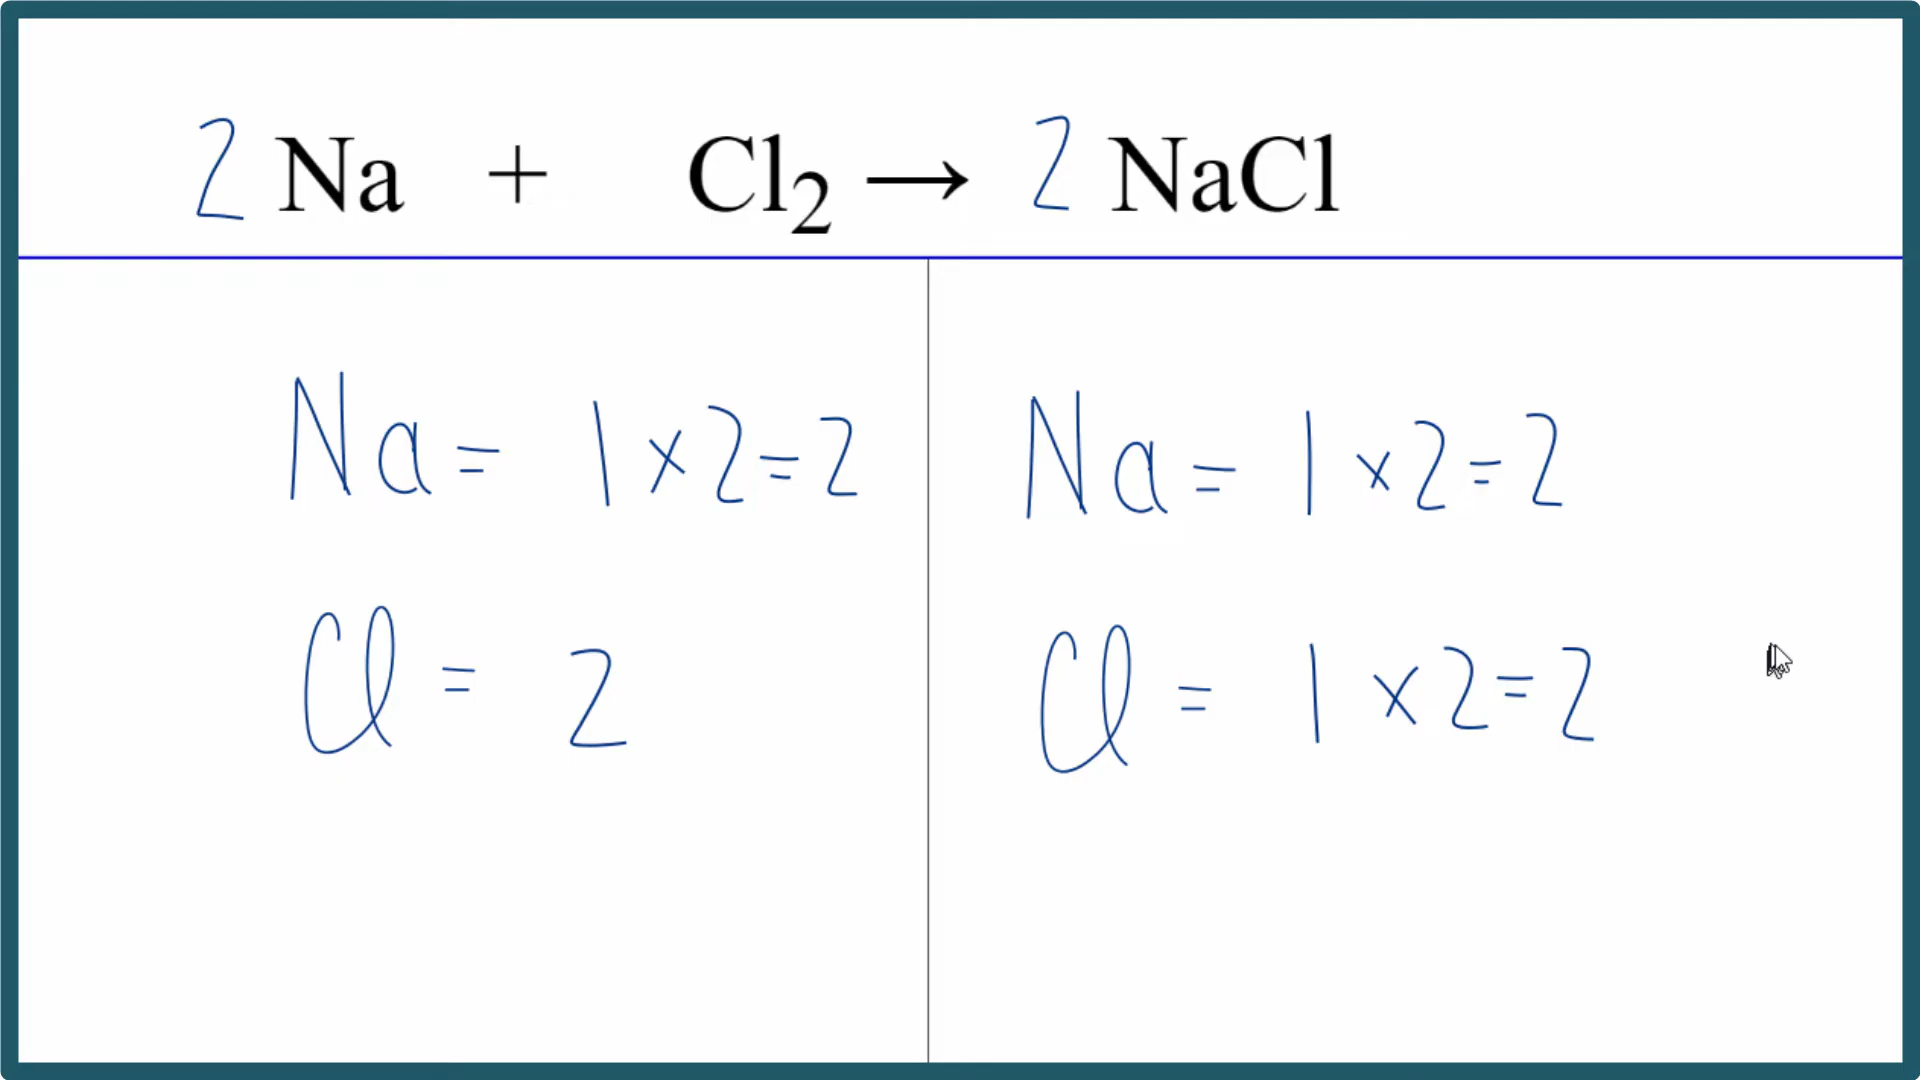 2 Na + Cl₂ → 2 NaCl
Na = 1 x 2 = 2
Cl = 2
Na = 1 x 2 = 2
Cl = 1 x 2 = 2